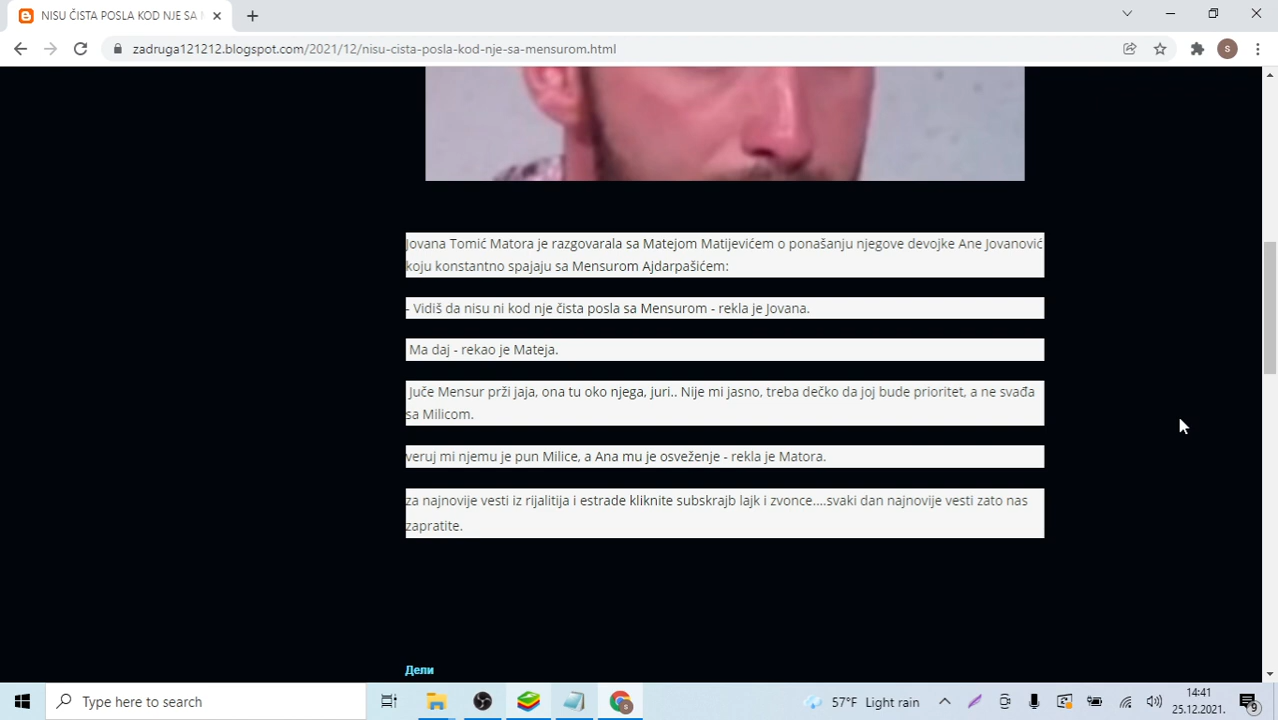 NISU ČISTA POSLA KOD NJE SA
zadruga121212.blogspot.com/2021/12/nisu-cista-posla-kod-nje-sa-mensurom.html
S
Jovana Tomić Matora je razgovarala sa Matejom Matijevićem o ponašanju njegove devojke Ane Jovanović
koju konstantno spajaju sa Mensurom Ajdarpašićem:
- Vidiš da nisu ni kod nje čista posla sa Mensurom - rekla je Jovana.
Ma daj - rekao je Mateja.
Juče Mensur prži jaja, ona tu oko njega, juri.. Nije mi jasno, treba dečko da joj bude prioritet, a ne svađa
sa Milicom.
veruj mi njemu je pun Milice, a Ana mu je osveženje - rekla je Matora.
za najnovije vesti iz rijalitija i estrade kliknite subskrajb lajk i zvonce....svaki dan najnovije vesti zato nas
zapratite.
Дели
Type here to search
57°F Light rain
14:41
25.12.2021.
9